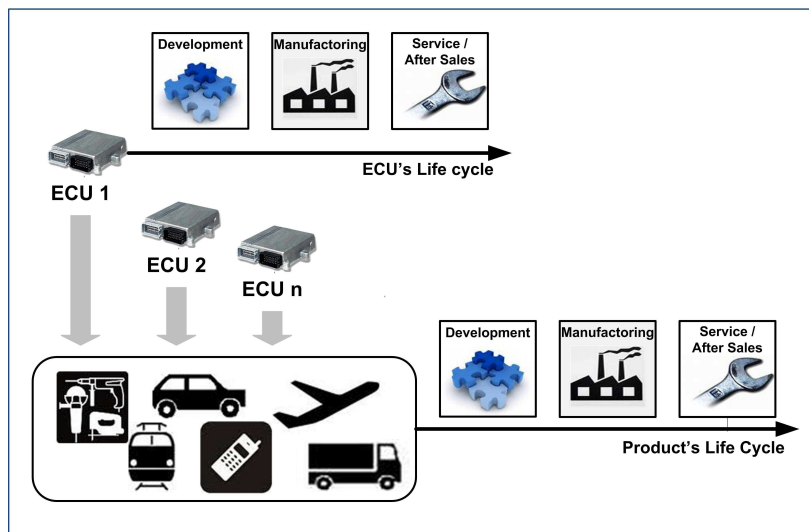 Development
Manufactoring
Service /
After Sales
ECU's Life cycle
ECU 1
ECU 2
ECU n
Development
Manufactoring
Service /
After Sales
Product's Life Cycle